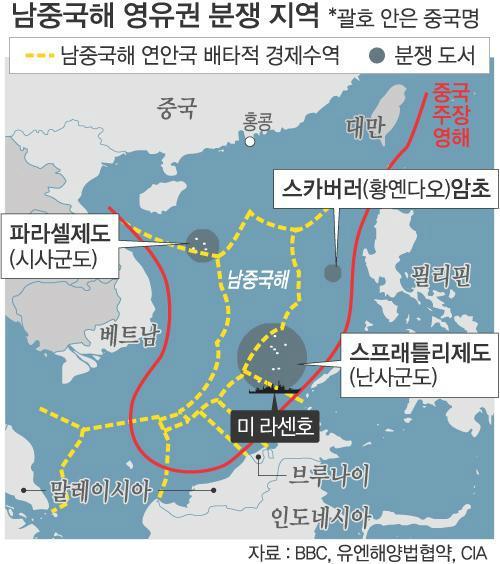 남중국해 영유권 분쟁 지역 *괄호 안은 중국명
남중국해 연안국 배타적 경제수역
분쟁 도서
중국
주장
영해
중국
홍콩
대만
스카버러(황옌다오)암초
파라셀제도
(시사군도)
남중국해
필리핀
베트남
스프래틀리제도
(난사군도)
미 라센호
브루나이
말레이시아
인도네시아
자료 : BBC, 유엔해양법협약, CIA